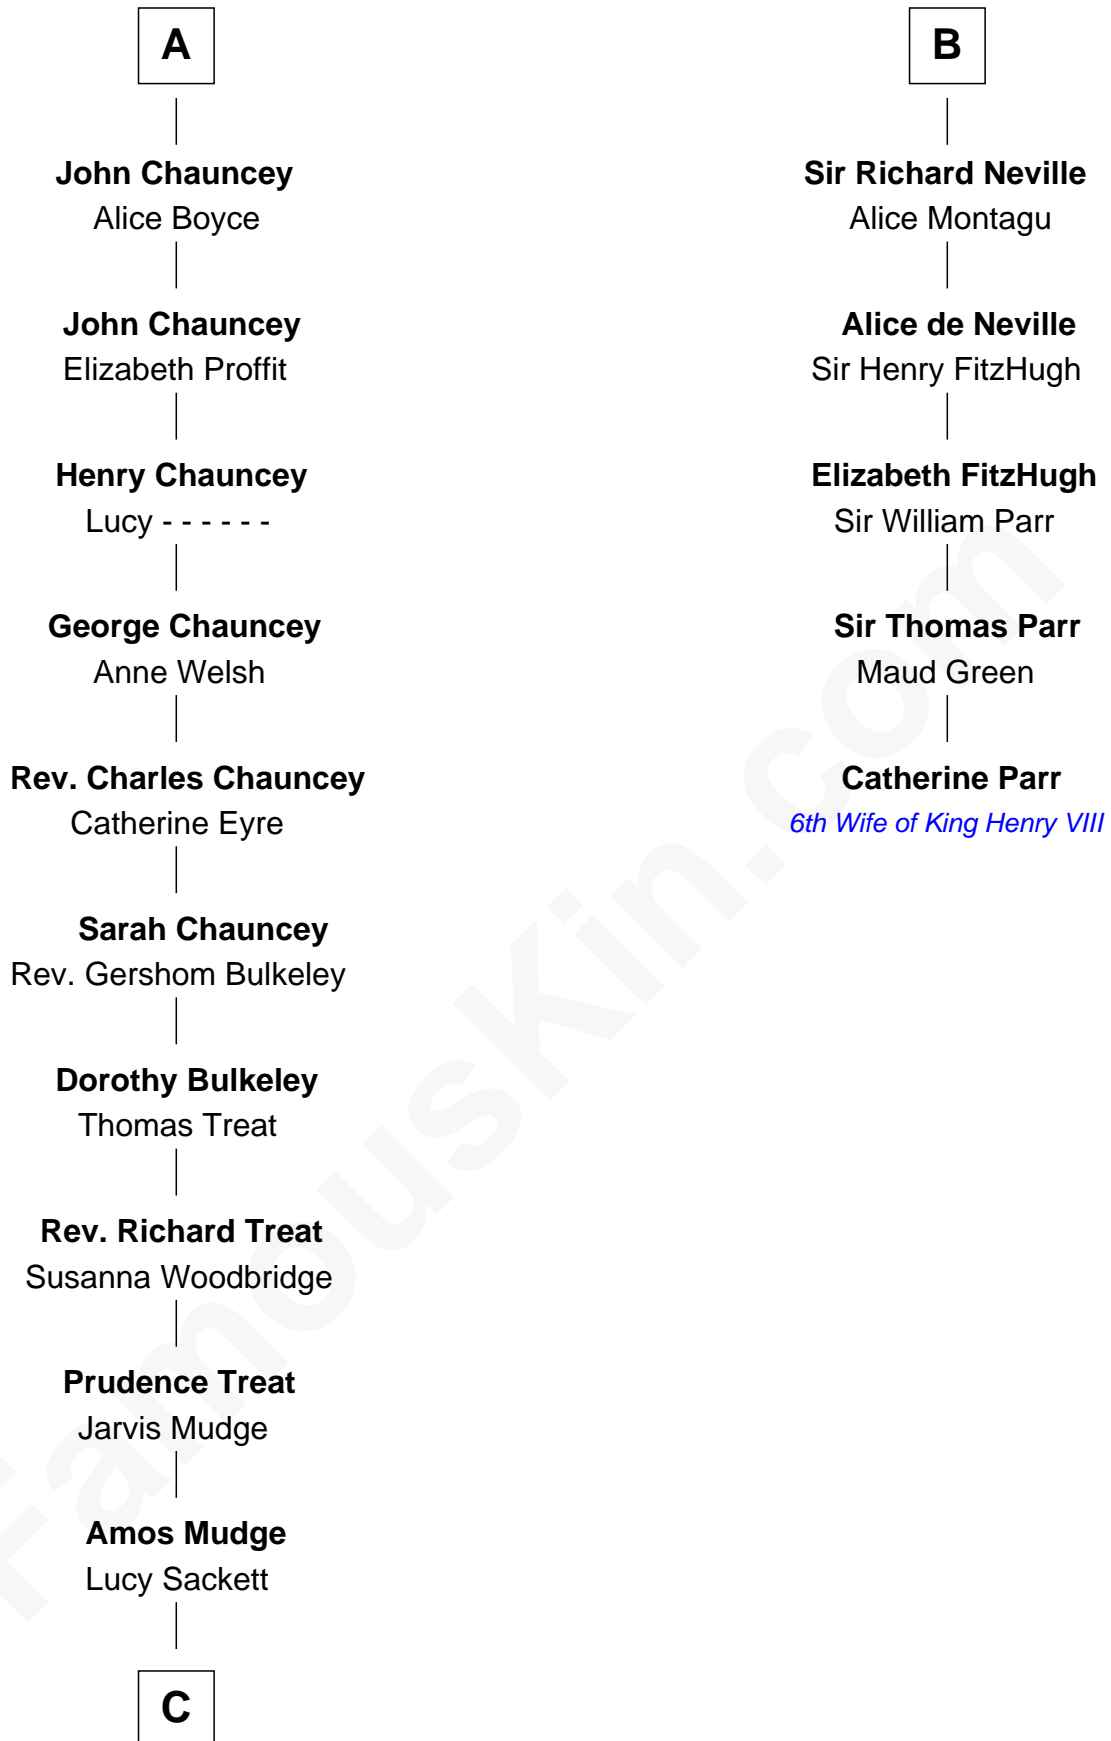 A
John Chauncey
Alice Boyce
John Chauncey
Elizabeth Proffit
Henry Chauncey
Lucy - - - - - -
George Chauncey
Anne Welsh
Rev. Charles Chauncey
Catherine Eyre
Sarah Chauncey
Rev. Gershom Bulkeley
Dorothy Bulkeley
Thomas Treat
Rev. Richard Treat
Susanna Woodbridge
Prudence Treat
Jarvis Mudge
Amos Mudge
Lucy Sackett
C
B
Sir Richard Neville
Alice Montagu
Alice de Neville
Sir Henry FitzHugh
Elizabeth FitzHugh
Sir William Parr
Sir Thomas Parr
Maud Green
Catherine Parr
6th Wife of King Henry VIII
FamousKin.com